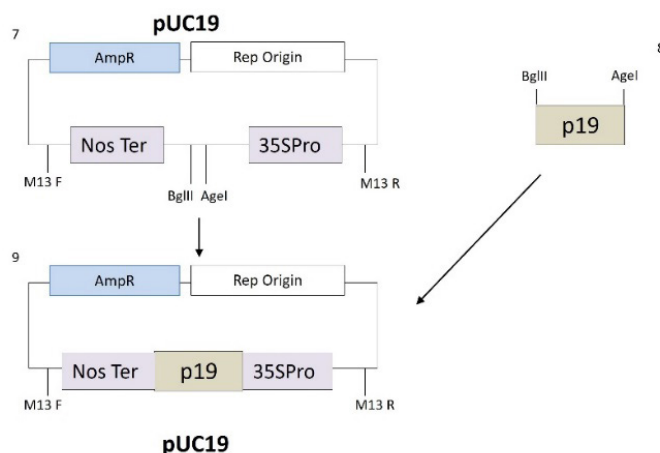 pUC19
7
AmpR
Rep Origin
Nos Ter
35SPro
M13 F
BglII
AgeI
M13 R
8
BglII
AgeI
p19
9
AmpR
Rep Origin
Nos Ter
p19
35SPro
M13 F
M13 R
pUC19